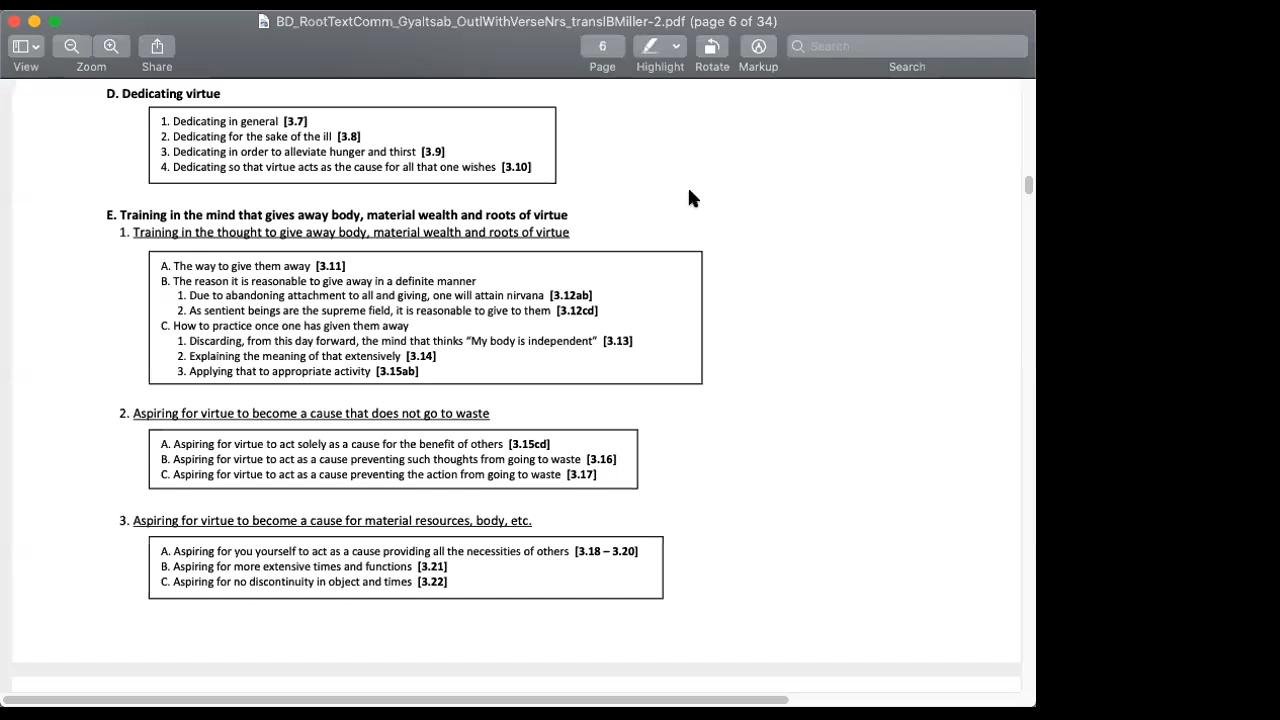 BD_RootTextComm_Gyaltsab_OutlWithVerseNrs_translBMiller-2.pdf (page 6 of 34)
6
Search
View
Zoom
Share
Page
Highlight
Rotate
Markup
Search
D. Dedicating virtue
1. Dedicating in general [3.7]
2. Dedicating for the sake of the ill [3.8]
3. Dedicating in order to alleviate hunger and thirst [3.9]
4. Dedicating so that virtue acts as the cause for all that one wishes [3.10]
E. Training in the mind that gives away body, material wealth and roots of virtue
1. Training in the thought to give away body, material wealth and roots of virtue
A. The way to give them away [3.11]
B. The reason it is reasonable to give away in a definite manner
1. Due to abandoning attachment to all and giving, one will attain nirvana [3.12ab]
2. As sentient beings are the supreme field, it is reasonable to give to them [3.12cd]
C. How to practice once one has given them away
1. Discarding, from this day forward, the mind that thinks “My body is independent” [3.13]
2. Explaining the meaning of that extensively [3.14]
3. Applying that to appropriate activity [3.15ab]
2. Aspiring for virtue to become a cause that does not go to waste
A. Aspiring for virtue to act solely as a cause for the benefit of others [3.15cd]
B. Aspiring for virtue to act as a cause preventing such thoughts from going to waste [3.16]
C. Aspiring for virtue to act as a cause preventing the action from going to waste [3.17]
3. Aspiring for virtue to become a cause for material resources, body, etc.
A. Aspiring for you yourself to act as a cause providing all the necessities of others [3.18 – 3.20]
B. Aspiring for more extensive times and functions [3.21]
C. Aspiring for no discontinuity in object and times [3.22]